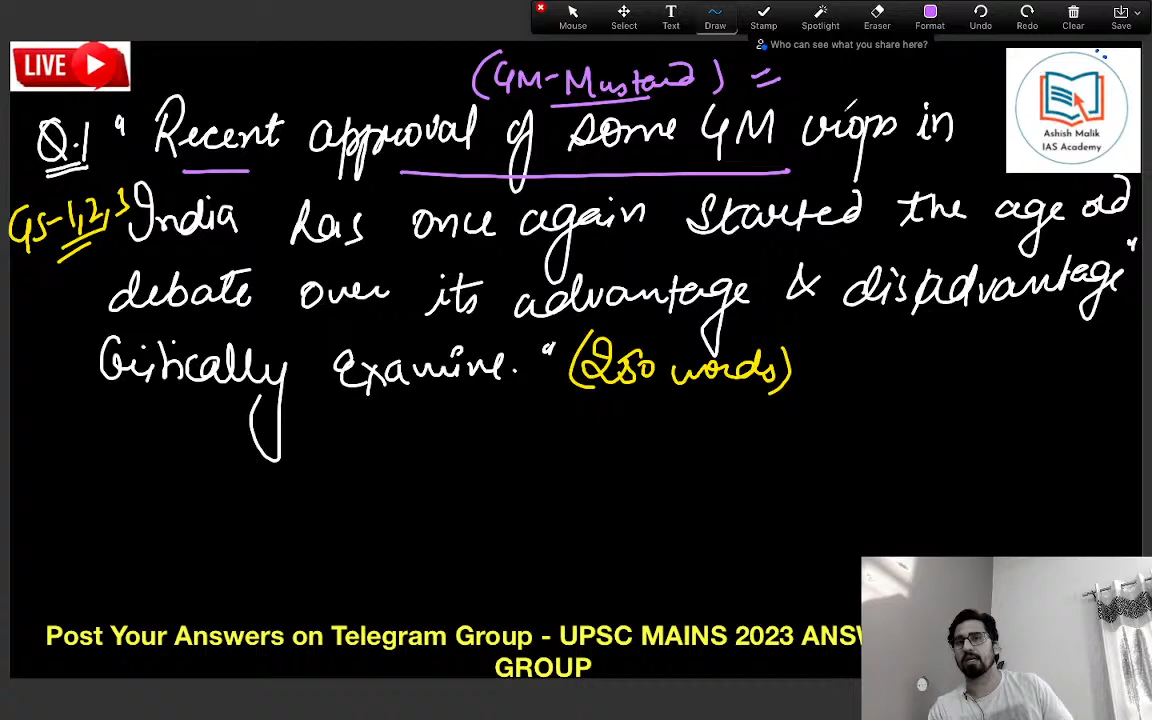 Mouse Select Text Draw Stamp Spotlight Eraser Format Undo Redo Clear Save
Who can see what you share here?
LIVE
(GM-Mustard) =
Q.1 " Recent approval of some GM crops in
GS-1,2,3 India has once again started the age old
debate over its advantage & disadvantage"
Critically examine. " (250 words)
Ashish Malik
IAS Academy
Post Your Answers on Telegram Group - UPSC MAINS 2023
GROUP